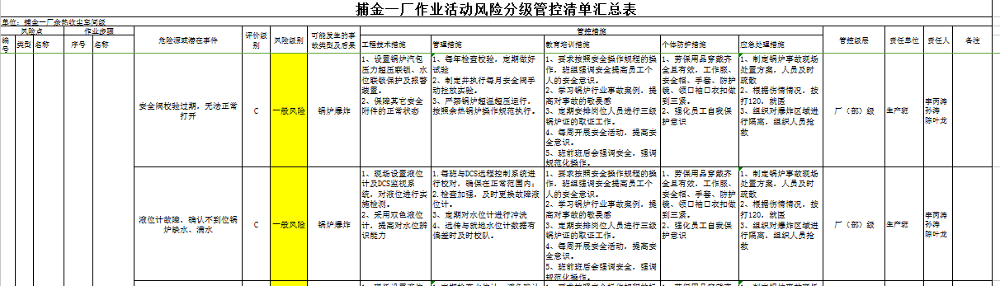 捕金一厂作业活动风险分级管控清单汇总表
单位：捕金一厂余热收尘车间级
风险点 作业步骤 危险源或潜在事件 评价级别 风险级别 可能发生的事故类型及后果 管控措施 管控层级 责任单位 责任人 备注
编号 类型 名称 序号 名称 工程技术措施 管理措施 教育培训措施 个体防护措施 应急处理措施
安全阀校验过期，无法正常
打开
C
一般风险
锅炉爆炸
1、设置锅炉汽包
压力超压联锁、水
位联锁保护及报警
装置。
2、保障其它安全
附件的正常状态
1、每年检查校验，定期做好
试验
2、制定并执行每月安全阀手
动拉放实验。
3、严禁锅炉超温超压运行，
按照余热锅炉操作规范执行。
1、要求按照安全操作规程的操
作，班组强调安全提高员工个
人的安全意识。
2、学习锅炉行业事故案例，提
高对事故的敬畏感
3、定期安排岗位人员进行三级
锅炉证的取证工作。
4、每周开展安全活动，提高安
全意识。
5、班前班后会强调安全，强调
规范化操作。
1、劳保用品穿戴齐
全且有效，工作服、
安全帽、手套、防护
镜、领口袖口衣扣做
到三紧。
2、强化员工自我保
护意识
1、制定锅炉事故现场
处置方案，人员及时
疏散
2、根据伤情情况，拨
打120，就医
3、组织对爆炸区域进
行隔离，组织人员抢
救
厂（部）级
生产班
李丙涛
孙涛
陈叶龙
液位计故障，确认不到位锅
炉缺水、满水
C
一般风险
锅炉爆炸
1、现场设置液位
计及DCS监视系
统，对液位进行实
施检测。
2、采用双色液位
计，提高对水位辨
识能力
1.每班与DCS远程控制系统进
行校对，确保在正常范围内；
2.检查加强，及时更换故障液
位计。
3、定期对水位计进行冲洗
4、远传与就地水位计数据有
偏差时及时校队。
1、要求按照安全操作规程的操
作，班组强调安全提高员工个
人的安全意识。
2、学习锅炉行业事故案例，提
高对事故的敬畏感
3、定期安排岗位人员进行三级
锅炉证的取证工作。
4、每周开展安全活动，提高安
全意识。
5、班前班后会强调安全，强调
规范化操作。
1、劳保用品穿戴齐
全且有效，工作服、
安全帽、手套、防护
镜、领口袖口衣扣做
到三紧。
2、强化员工自我保
护意识
1、制定锅炉事故现场
处置方案，人员及时
疏散
2、根据伤情情况，拨
打120，就医
3、组织对爆炸区域进
行隔离，组织人员抢
救
厂（部）级
生产班
李丙涛
孙涛
陈叶龙